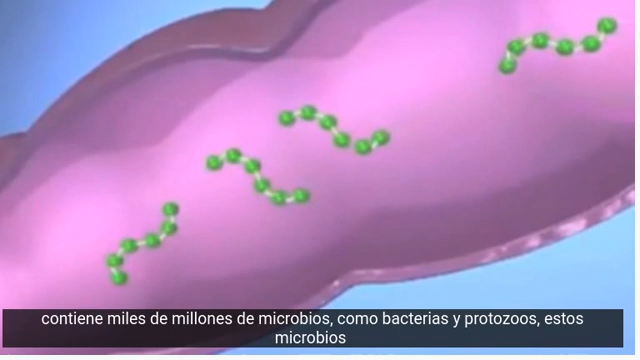 contiene miles de millones de microbios, como bacterias y protozoos, estos
microbios